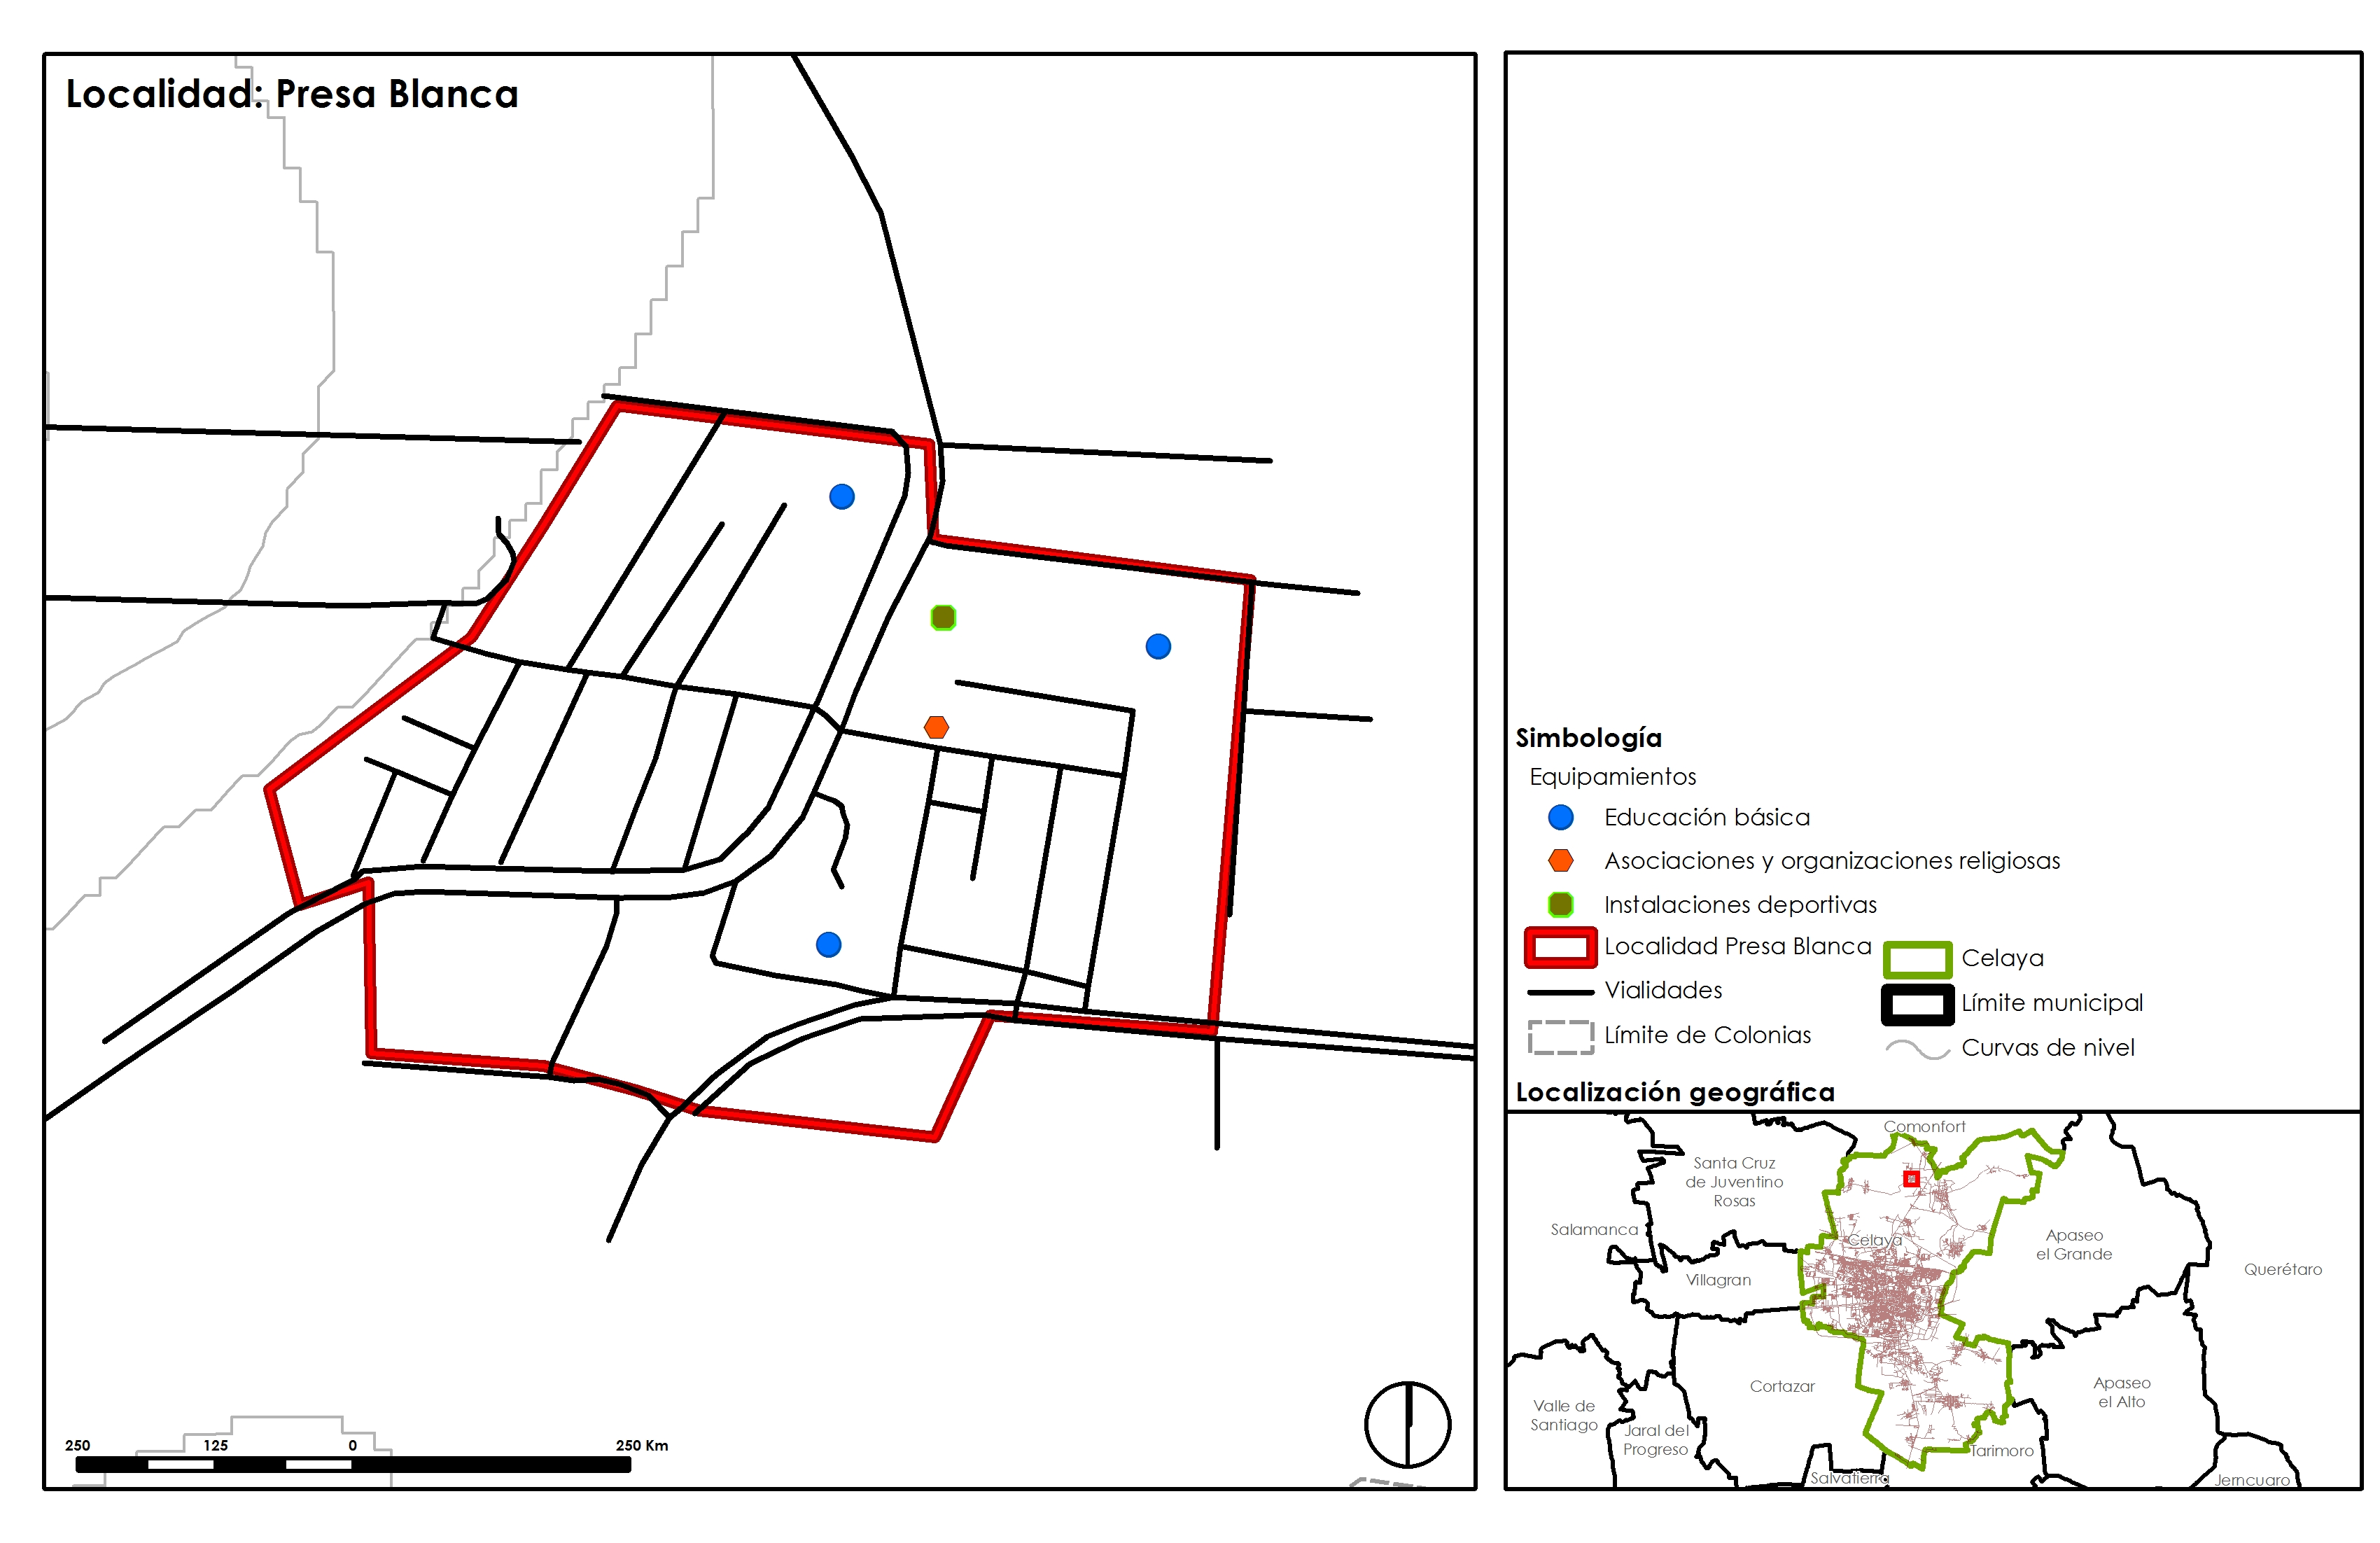 Localidad: Presa Blanca
250 125 0 250 Km
Simbología
Equipamientos
Educación básica
Asociaciones y organizaciones religiosas
Instalaciones deportivas
Localidad Presa Blanca
Vialidades
Límite de Colonias
Celaya
Límite municipal
Curvas de nivel
Localización geográfica
Comonfort
Santa Cruz
de Juventino
Rosas
Salamanca
Celaya
Apaseo
el Grande
Querétaro
Villagran
Cortazar
Apaseo
el Alto
Valle de
Santiago
Jaral del
Progreso
Tarimoro
Salvatierra
Jerncuaro